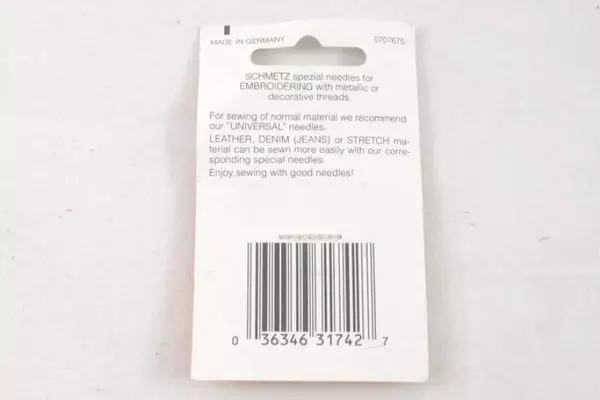 MADE IN GERMANY 0707675
SCHMETZ spezial needles for
EMBROIDERING with metallic or
decorative threads.
For sewing of normal material we recommend
our "UNIVERSAL" needles.
LEATHER, DENIM (JEANS) or STRETCH ma-
terial can be sewn more easily with our corre-
sponding special needles.
Enjoy sewing with good needles!
0 36346 31742 7